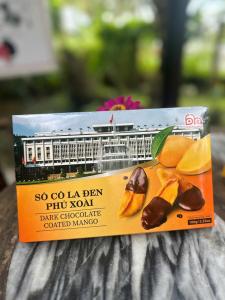 SÔ CÔ LA ĐEN
PHỦ XOÀI
DARK CHOCOLATE
COATED MANGO